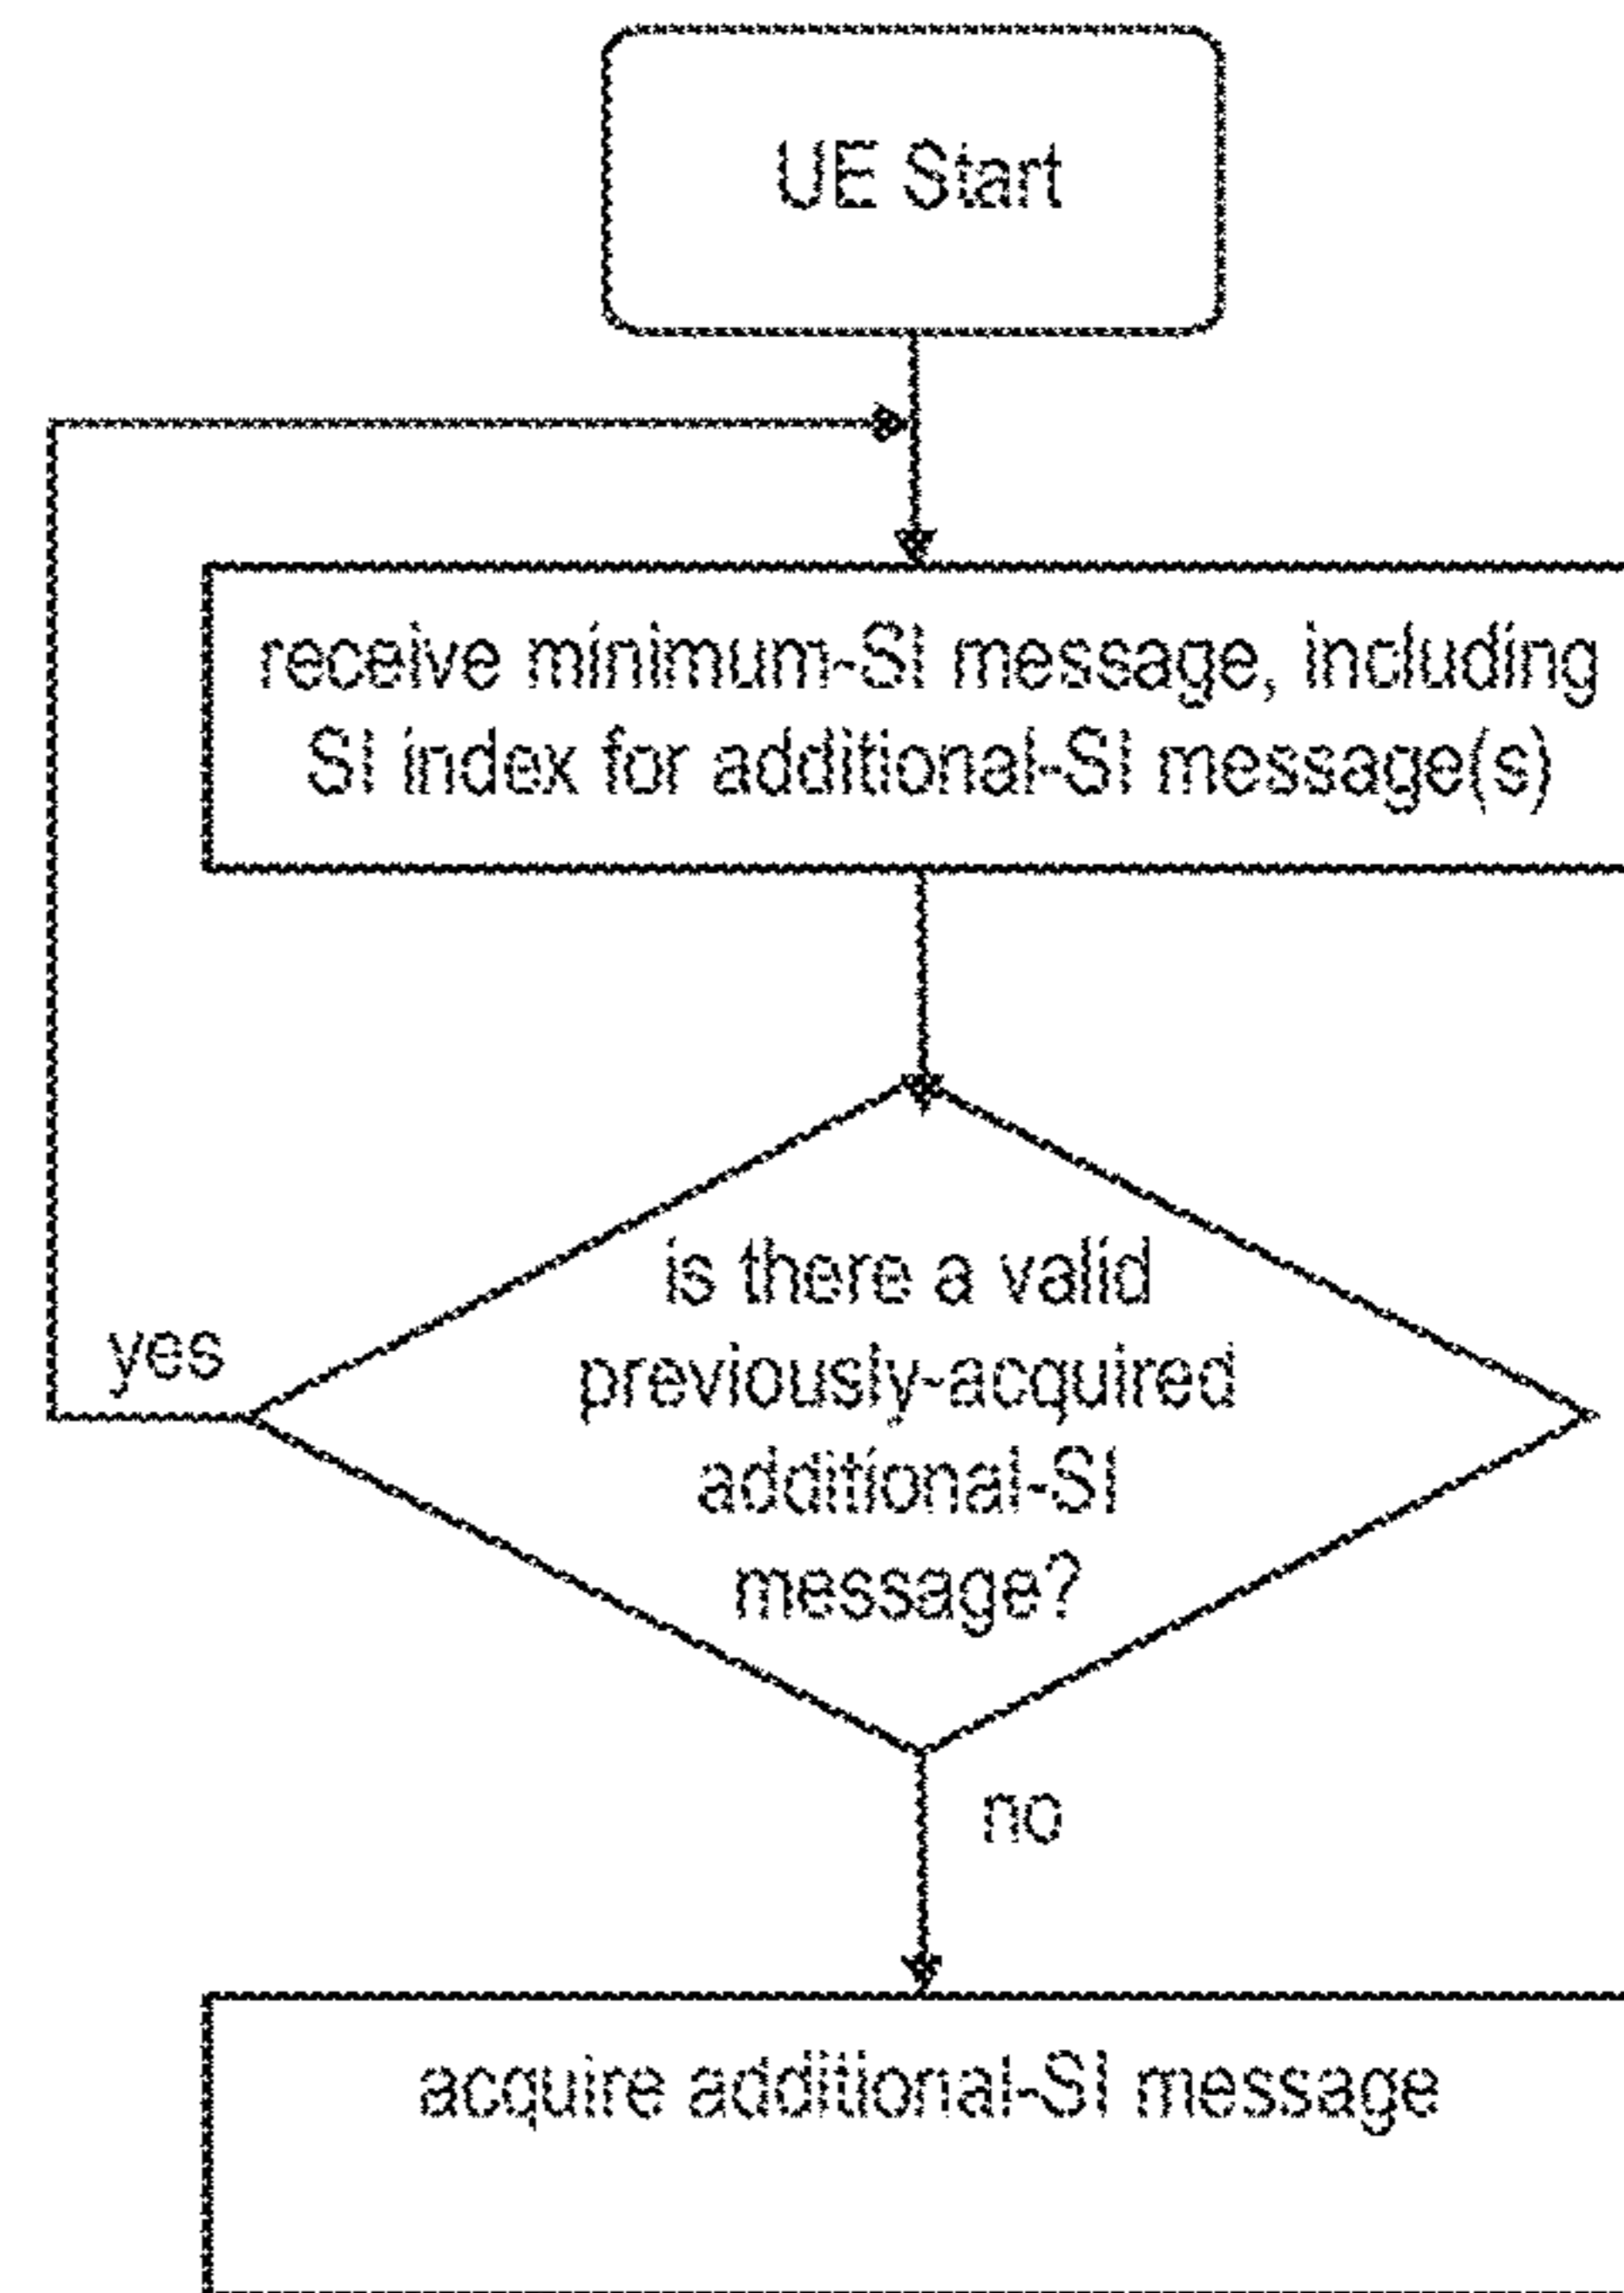 UE Start
receive minimum-SI message, including
SI index for additional-SI message(s)
is there a valid
previously-acquired
additional-SI
message?
yes
no
acquire additional-SI message